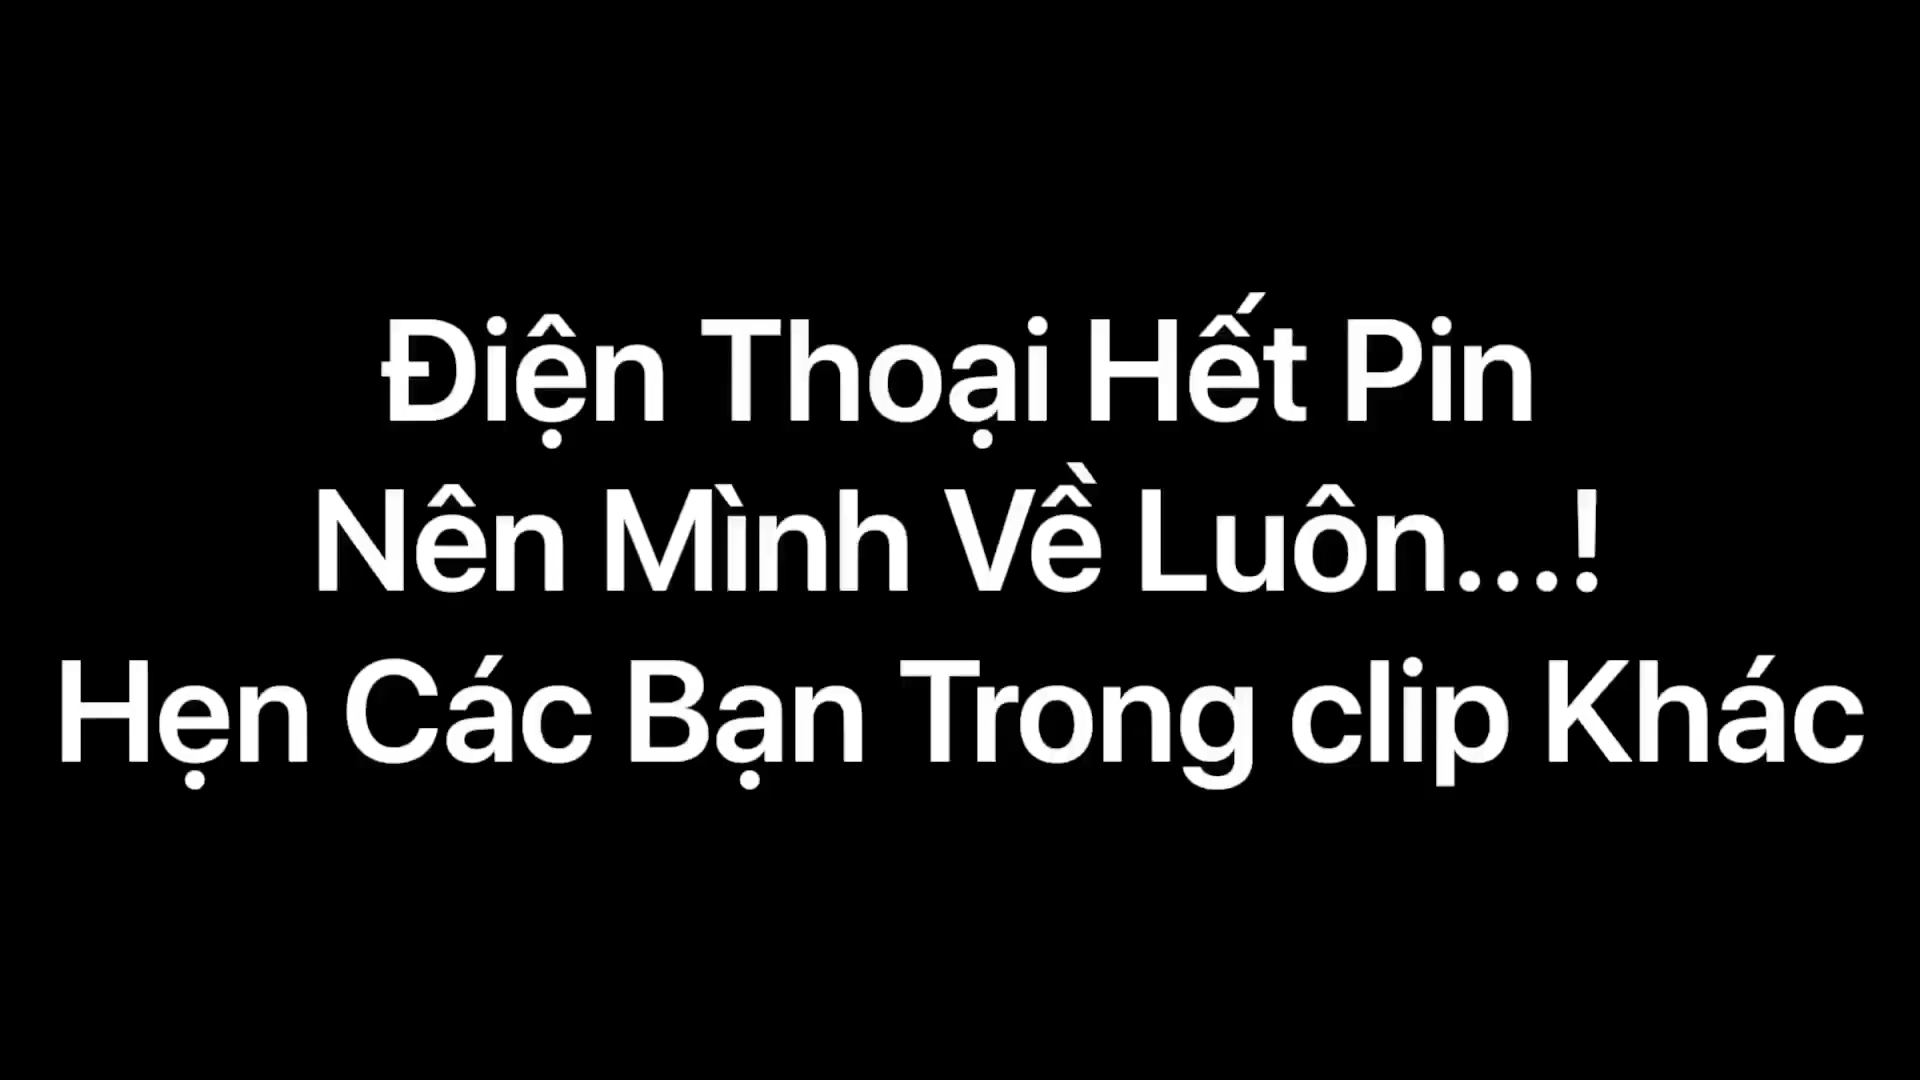 Điện Thoại Hết Pin
Nên Mình Về Luôn...!
Hẹn Các Bạn Trong clip Khác